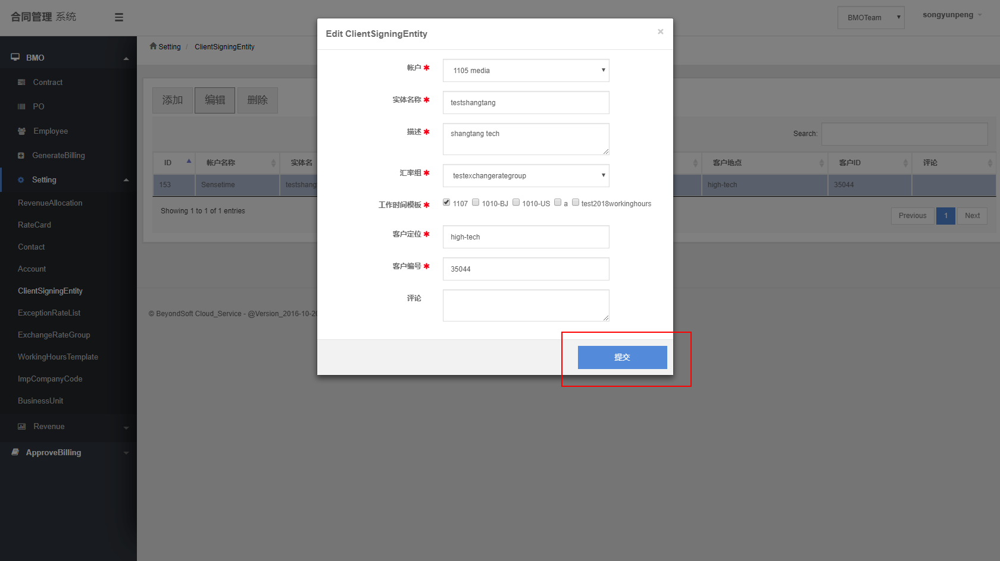 合同管理 系统
BMOTeam
songyunpeng
BMO
Contract
PO
Employee
GenerateBilling
Setting
RevenueAllocation
RateCard
Contact
Account
ClientSigningEntity
ExceptionRateList
ExchangeRateGroup
WorkingHoursTemplate
ImpCompanyCode
BusinessUnit
Revenue
ApproveBilling
Setting / ClientSigningEntity
添加 编辑 删除
Search:
ID 帐户名称 实体名 客户地点 客户ID 评论
153 Sensetime testshang high-tech 35044
Showing 1 to 1 of 1 entries
Previous 1 Next
© BeyondSoft Cloud_Service - @Version_2016-10-20
Edit ClientSigningEntity ×
帐户 ✱ 1105 media
实体名称 ✱ testshangtang
描述 ✱ shangtang tech
汇率组 ✱ testexchangerategroup
工作时间模板 ✱ 1107 1010-BJ 1010-US a test2018workinghours
客户定位 ✱ high-tech
客户编号 ✱ 35044
评论
提交